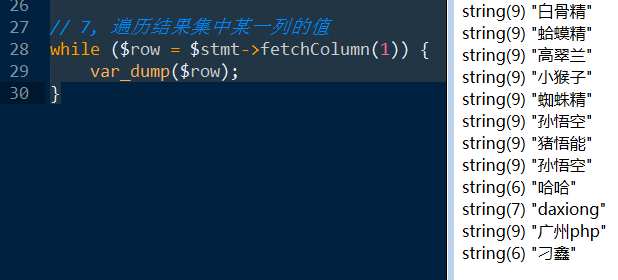 26
27 // 7, 遍历结果集中某一列的值
28 while ($row = $stmt->fetchColumn(1)) {
29     var_dump($row);
30 }
string(9) "白骨精"
string(9) "蛤蟆精"
string(9) "高翠兰"
string(9) "小猴子"
string(9) "蜘蛛精"
string(9) "孙悟空"
string(9) "猪悟能"
string(9) "孙悟空"
string(6) "哈哈"
string(7) "daxiong"
string(9) "广州php"
string(6) "刁鑫"